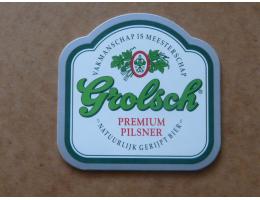 VAKMANSCHAP IS MEESTERSCHAP
Grolsch®
PREMIUM
PILSNER
"NATUURLIJK GERIJPT BIER"